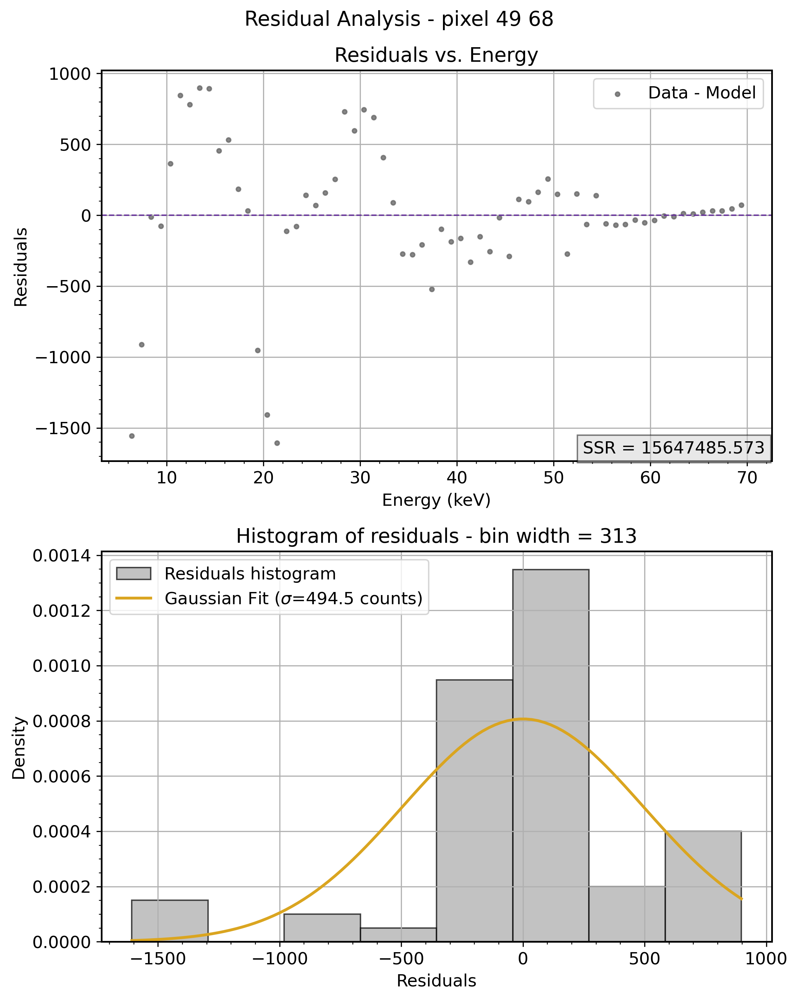 Residual Analysis - pixel 49 68
Residuals vs. Energy
1000
500
0
−500
−1000
−1500
Residuals
Data - Model
SSR = 15647485.573
10 20 30 40 50 60 70
Energy (keV)
Histogram of residuals - bin width = 313
0.0014
0.0012
0.0010
0.0008
0.0006
0.0004
0.0002
0.0000
Density
Residuals histogram
Gaussian Fit (σ=494.5 counts)
−1500 −1000 −500 0 500 1000
Residuals